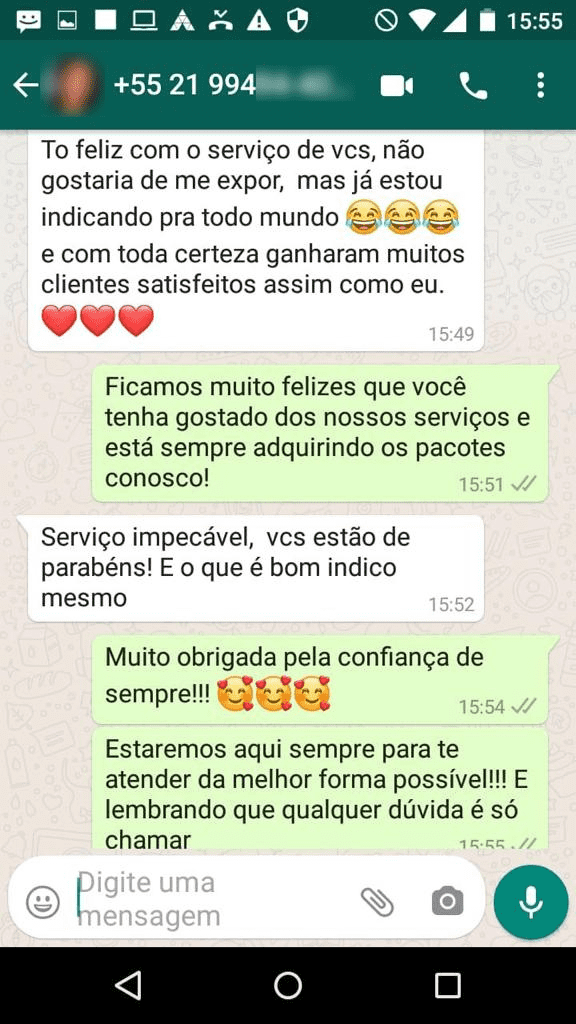 15:55
+55 21 994
To feliz com o serviço de vcs, não
gostaria de me expor, mas já estou
indicando pra todo mundo 😂😂😂
e com toda certeza ganharam muitos
clientes satisfeitos assim como eu.
❤️❤️❤️
15:49
Ficamos muito felizes que você
tenha gostado dos nossos serviços e
está sempre adquirindo os pacotes
conosco!
15:51
Serviço impecável, vcs estão de
parabéns! E o que é bom indico
mesmo
15:52
Muito obrigada pela confiança de
sempre!!! 🥰🥰🥰
15:54
Estaremos aqui sempre para te
atender da melhor forma possível!!! E
lembrando que qualquer dúvida é só
chamar
15:55
Digite uma
mensagem